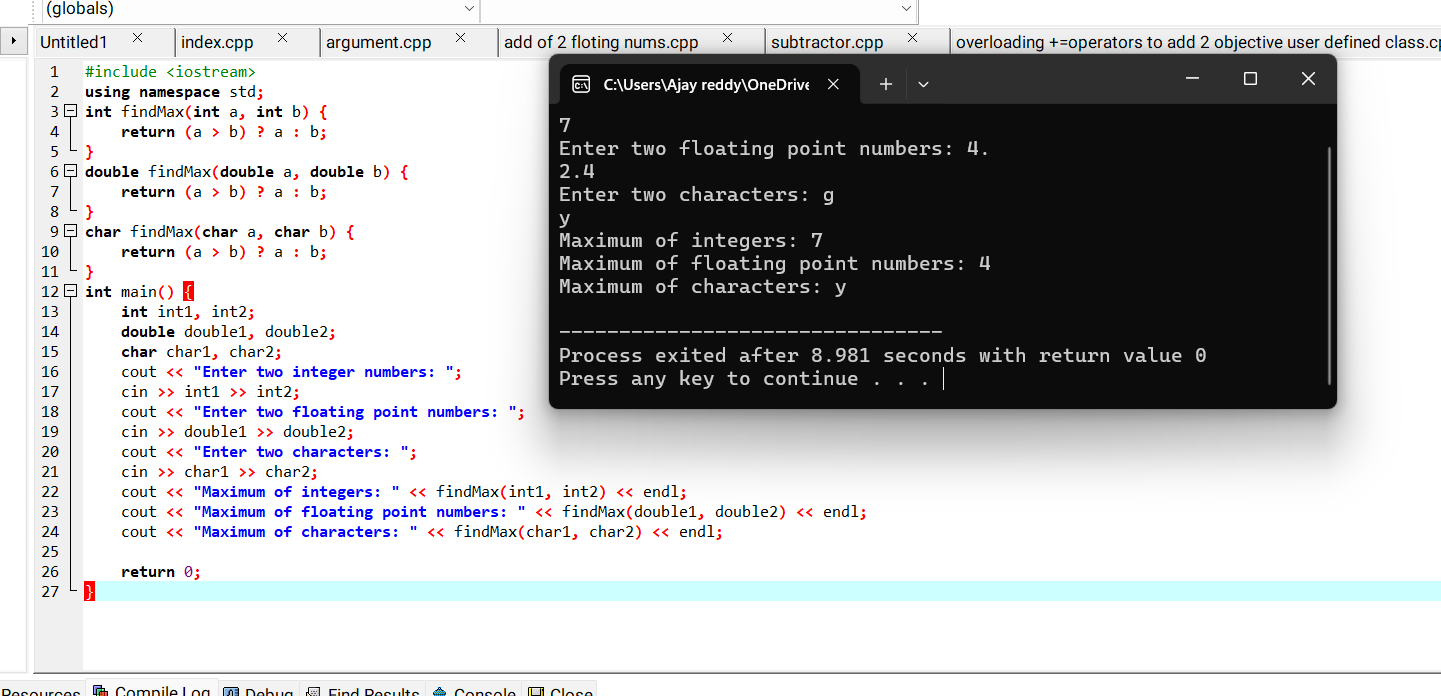 (globals)
Untitled1 index.cpp argument.cpp add of 2 floting nums.cpp subtractor.cpp overloading +=operators to add 2 objective user defined class.cp
1 #include <iostream>
2 using namespace std;
3 int findMax(int a, int b) {
4 return (a > b) ? a : b;
5 }
6 double findMax(double a, double b) {
7 return (a > b) ? a : b;
8 }
9 char findMax(char a, char b) {
10 return (a > b) ? a : b;
11 }
12 int main() {
13 int int1, int2;
14 double double1, double2;
15 char char1, char2;
16 cout << "Enter two integer numbers: ";
17 cin >> int1 >> int2;
18 cout << "Enter two floating point numbers: ";
19 cin >> double1 >> double2;
20 cout << "Enter two characters: ";
21 cin >> char1 >> char2;
22 cout << "Maximum of integers: " << findMax(int1, int2) << endl;
23 cout << "Maximum of floating point numbers: " << findMax(double1, double2) << endl;
24 cout << "Maximum of characters: " << findMax(char1, char2) << endl;
25
26 return 0;
27 }
C:\Users\Ajay reddy\OneDrive
7
Enter two floating point numbers: 4.
2.4
Enter two characters: g
y
Maximum of integers: 7
Maximum of floating point numbers: 4
Maximum of characters: y
--------------------------------
Process exited after 8.981 seconds with return value 0
Press any key to continue . . .
Resources Compile Log Debug Find Results Console Close